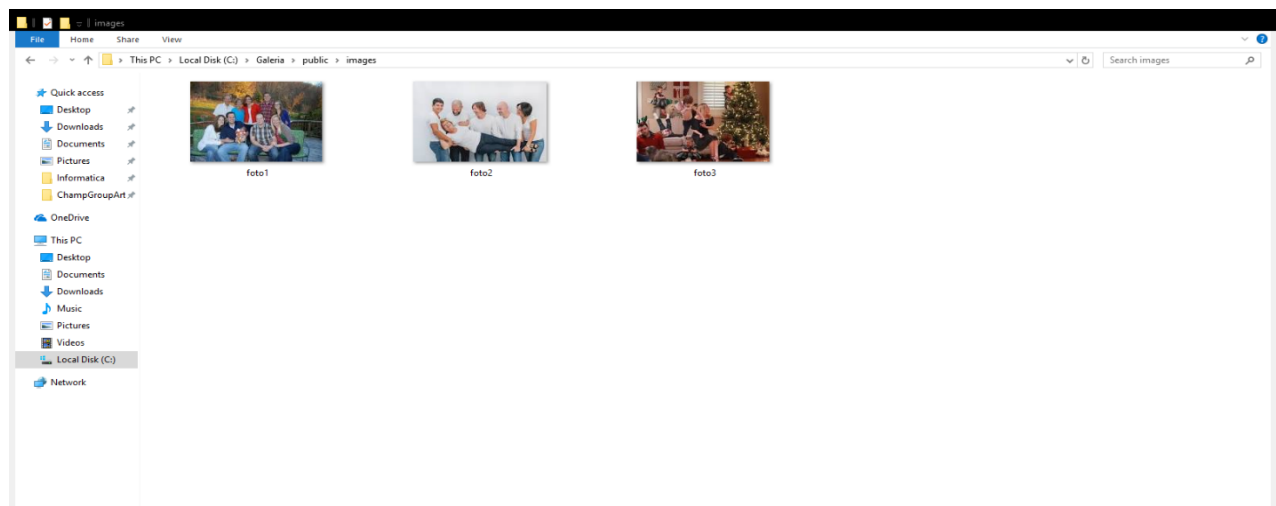 images
File Home Share View
This PC > Local Disk (C:) > Galeria > public > images
Search images
Quick access
Desktop
Downloads
Documents
Pictures
Informatica
ChampGroupArt
OneDrive
This PC
Desktop
Documents
Downloads
Music
Pictures
Videos
Local Disk (C:)
Network
foto1
foto2
foto3